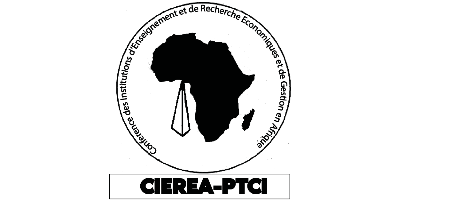 Conférence des Institutions d'Enseignement et de Recherche Economiques et de Gestion en Afrique
CIEREA-PTCI